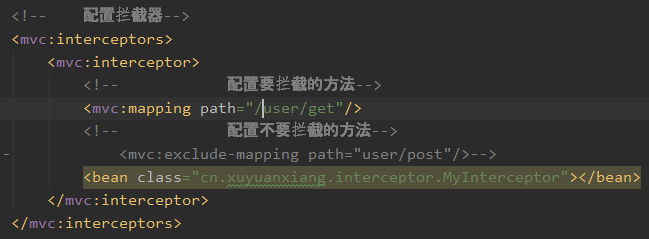 <!-- 配置拦截器-->
<mvc:interceptors>
<mvc:interceptor>
<!-- 配置要拦截的方法-->
<mvc:mapping path="/user/get"/>
<!-- 配置不要拦截的方法-->
<mvc:exclude-mapping path="user/post"/>-->
<bean class="cn.xuyuanxiang.interceptor.MyInterceptor"></bean>
</mvc:interceptor>
</mvc:interceptors>